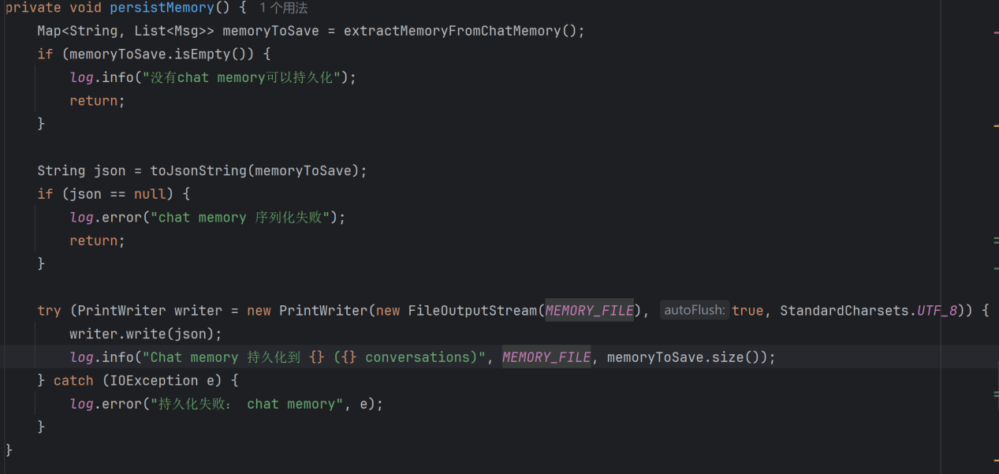 private void persistMemory() { 1个用法
Map<String, List<Msg>> memoryToSave = extractMemoryFromChatMemory();
if (memoryToSave.isEmpty()) {
log.info("没有chat memory可以持久化");
return;
}
String json = toJsonString(memoryToSave);
if (json == null) {
log.error("chat memory 序列化失败");
return;
}
try (PrintWriter writer = new PrintWriter(new FileOutputStream(MEMORY_FILE), autoFlush: true, StandardCharsets.UTF_8)) {
writer.write(json);
log.info("Chat memory 持久化到 {} ({} conversations)", MEMORY_FILE, memoryToSave.size());
} catch (IOException e) {
log.error("持久化失败： chat memory", e);
}
}